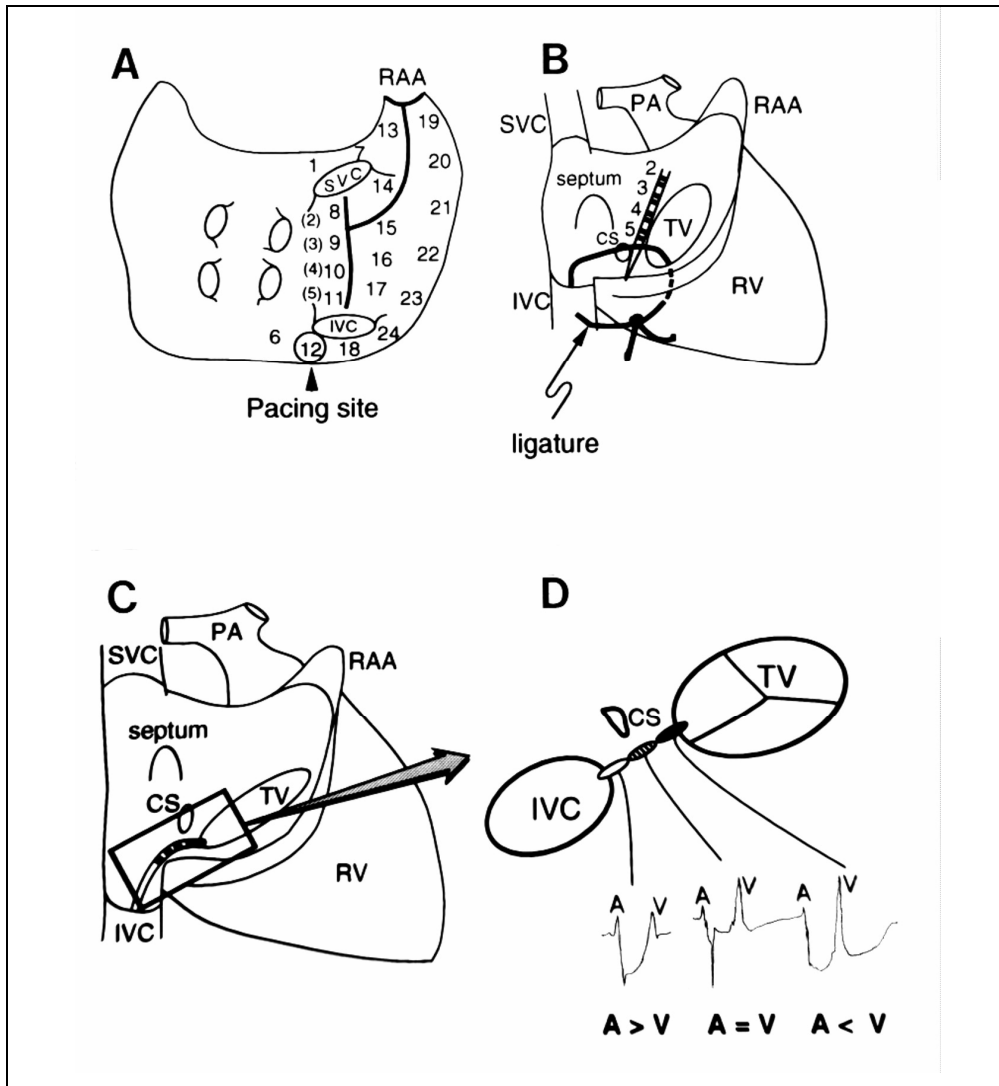 A
RAA
13
19
1
SVC
14
20
(2)
8
15
21
(3)
9
16
22
(4)
10
17
23
(5)
11
IVC
24
6
12
18
Pacing site
B
PA
RAA
SVC
septum
2
3
4
5
TV
CS
IVC
RV
ligature
C
PA
SVC
RAA
septum
CS
TV
RV
IVC
D
TV
CS
IVC
A V A V A V
A > V A = V A < V